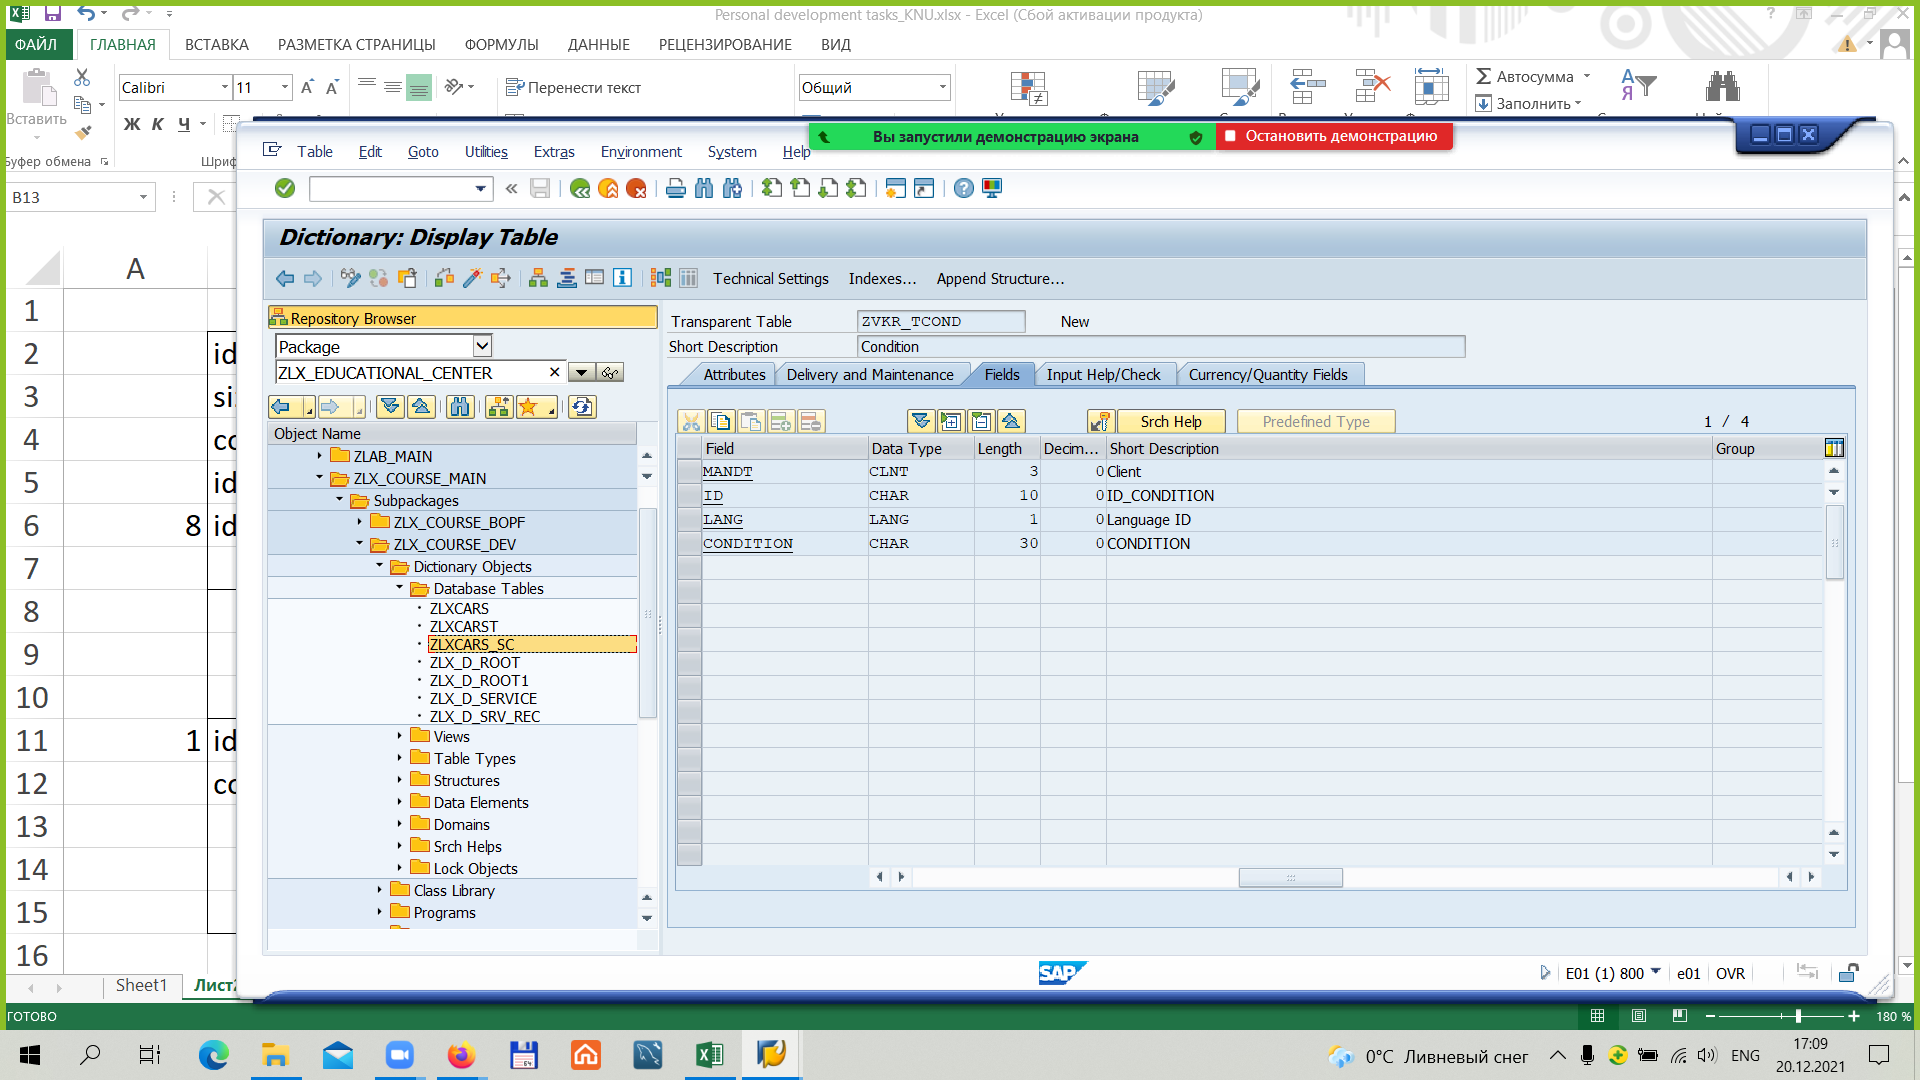 Personal development tasks_KNU.xlsx - Excel (Сбой активации продукта)
ФАЙЛ ГЛАВНАЯ ВСТАВКА РАЗМЕТКА СТРАНИЦЫ ФОРМУЛЫ ДАННЫЕ РЕЦЕНЗИРОВАНИЕ ВИД
Calibri 11 Перенести текст Общий Автосумма
Вставить Заполнить
Ж К Ч
Буфер обмена Шриф
Вы запустили демонстрацию экрана Остановить демонстрацию
Table Edit Goto Utilities Extras Environment System Help
B13
Dictionary: Display Table
Technical Settings Indexes... Append Structure...
Repository Browser
Package
ZLX_EDUCATIONAL_CENTER
Object Name
ZLAB_MAIN
ZLX_COURSE_MAIN
Subpackages
ZLX_COURSE_BOPF
ZLX_COURSE_DEV
Dictionary Objects
Database Tables
ZLXCARS
ZLXCARST
ZLXCARS_SC
ZLX_D_ROOT
ZLX_D_ROOT1
ZLX_D_SERVICE
ZLX_D_SRV_REC
Views
Table Types
Structures
Data Elements
Domains
Srch Helps
Lock Objects
Class Library
Programs
Transparent Table ZVKR_TCOND New
Short Description Condition
Attributes Delivery and Maintenance Fields Input Help/Check Currency/Quantity Fields
Srch Help Predefined Type 1 / 4
Field Data Type Length Decim... Short Description Group
MANDT CLNT 3 0 Client
ID CHAR 10 0 ID_CONDITION
LANG LANG 1 0 Language ID
CONDITION CHAR 30 0 CONDITION
A
1
2 id
3 si
4 co
5 id
6 8 id
7
8
9
10
11 1 id
12 co
13
14
15
16
SAP
E01 (1) 800 e01 OVR
Sheet1 Лист2
ГОТОВО 180 %
0°C Ливневый снег ENG 17:09
20.12.2021